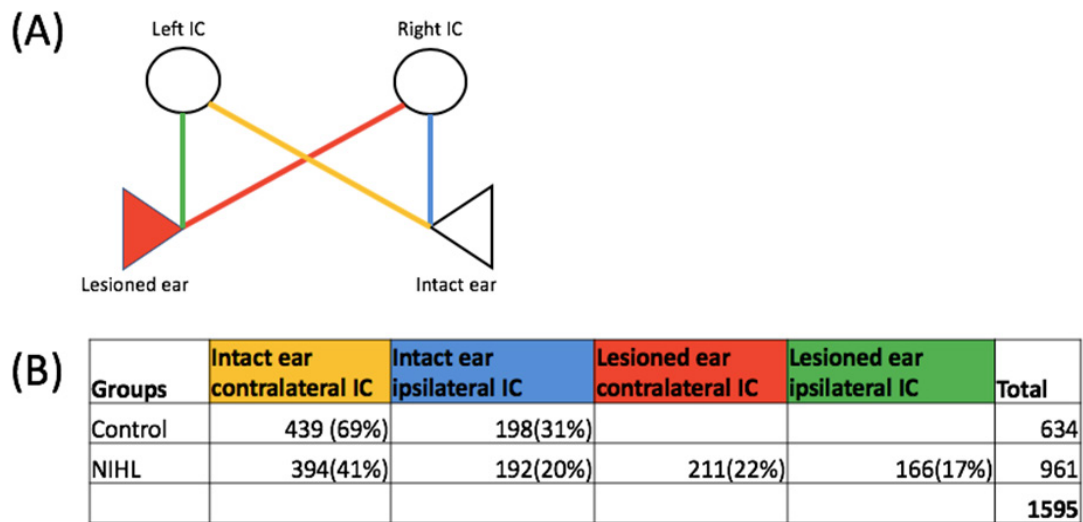 (A)
Left IC
Right IC
Lesioned ear
Intact ear
(B)
Groups
Intact ear contralateral IC
Intact ear ipsilateral IC
Lesioned ear contralateral IC
Lesioned ear ipsilateral IC
Total
Control 439 (69%) 198(31%) 634
NIHL 394(41%) 192(20%) 211(22%) 166(17%) 961
1595